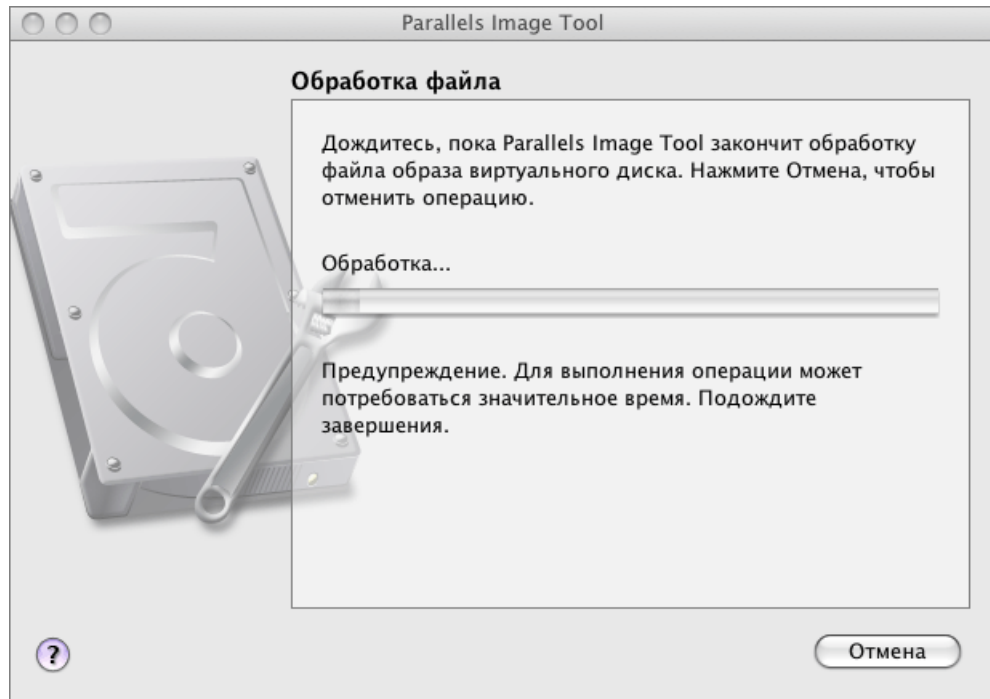 Parallels Image Tool
Обработка файла
Дождитесь, пока Parallels Image Tool закончит обработку
файла образа виртуального диска. Нажмите Отмена, чтобы
отменить операцию.
Обработка...
Предупреждение. Для выполнения операции может
потребоваться значительное время. Подождите
завершения.
?
Отмена